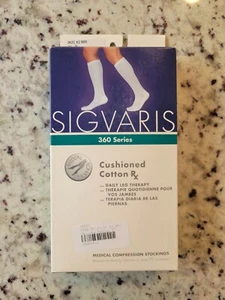 SIGVARIS
360 Series
Cushioned
Cotton ℞
— DAILY LEG THERAPY
— THÉRAPIE QUOTIDIENNE POUR
VOS JAMBES
— TERAPIA DIARIA DE LAS
PIERNAS
MEDICAL COMPRESSION STOCKINGS